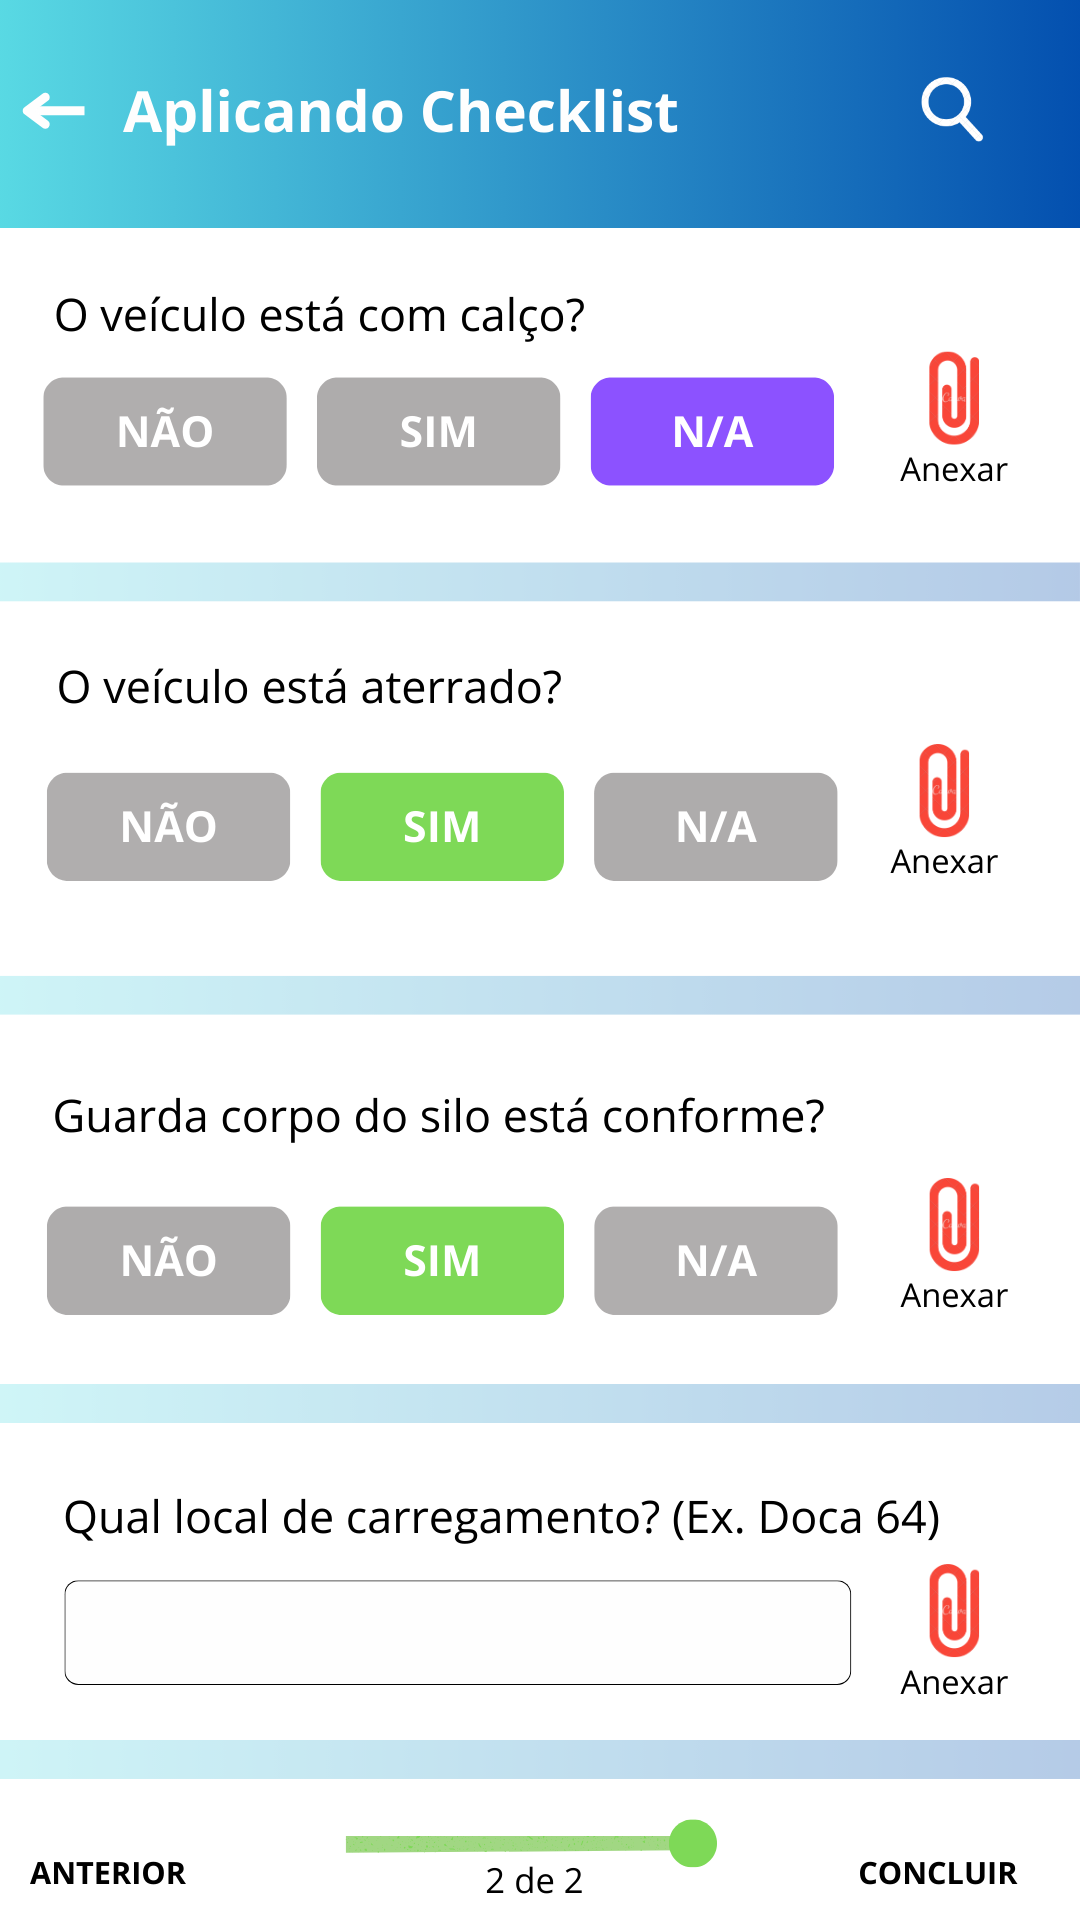 Aplicando Checklist
O veículo está com calço?
NÃO SIM N/A
Anexar
O veículo está aterrado?
NÃO SIM N/A
Anexar
Guarda corpo do silo está conforme?
NÃO SIM N/A
Anexar
Qual local de carregamento? (Ex. Doca 64)
Anexar
ANTERIOR 2 de 2 CONCLUIR